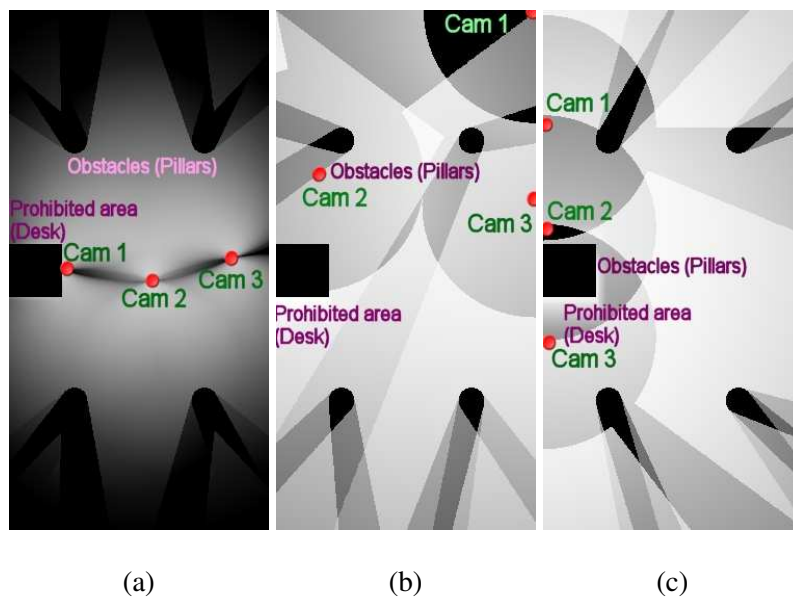 Obstacles (Pillars)
Prohibited area
(Desk)
Cam 1
Cam 2
Cam 3
Cam 1
Obstacles (Pillars)
Cam 2
Cam 3
Prohibited area
(Desk)
Cam 1
Cam 2
Obstacles (Pillars)
Prohibited area
(Desk)
Cam 3
(a)
(b)
(c)